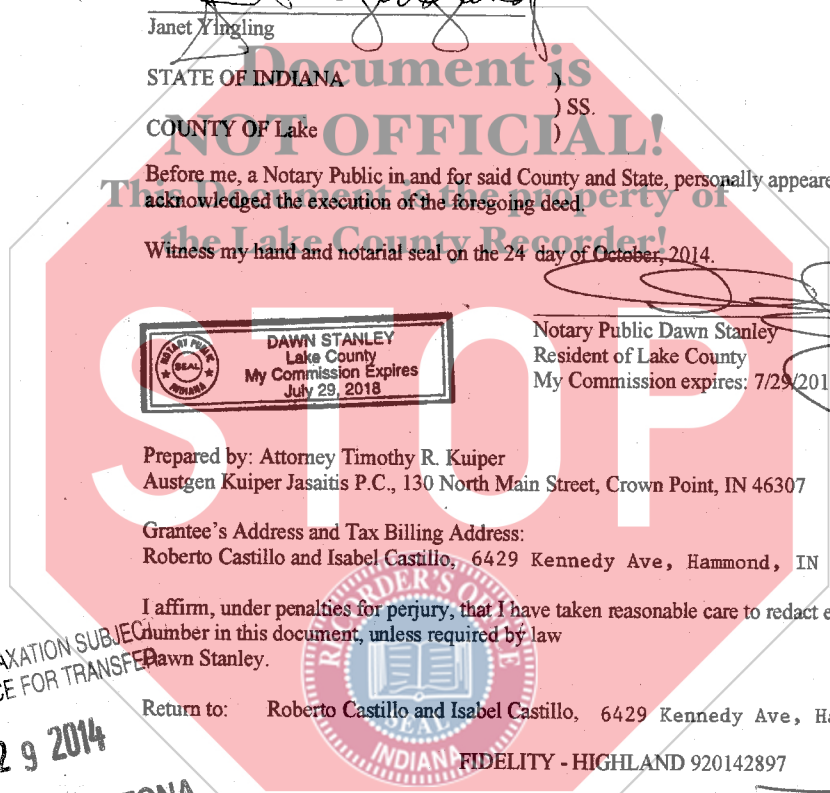 Janet Yingling
Document is
STATE OF INDIANA )
) SS.
NOT OFFICIAL!
COUNTY OF Lake )
Before me, a Notary Public in and for said County and State, personally appeare
This Document is the property of
acknowledged the execution of the foregoing deed.
the Lake County Recorder!
Witness my hand and notarial seal on the 24 day of October, 2014.
STOP
NOTARY PUBLIC
SEAL
INDIANA
DAWN STANLEY
Lake County
My Commission Expires
July 29, 2018
Notary Public Dawn Stanley
Resident of Lake County
My Commission expires: 7/29/201
Prepared by: Attorney Timothy R. Kuiper
Austgen Kuiper Jasaitis P.C., 130 North Main Street, Crown Point, IN 46307
Grantee's Address and Tax Billing Address:
Roberto Castillo and Isabel Castillo, 6429 Kennedy Ave, Hammond, IN
RECORDER'S OFFICE
I affirm, under penalties for perjury, that I have taken reasonable care to redact e
number in this document, unless required by law
Dawn Stanley.
AXATION SUBJECT
CE FOR TRANSFER
Return to: Roberto Castillo and Isabel Castillo, 6429 Kennedy Ave, Ha
SEAL
INDIANA
2 9 2014
FIDELITY - HIGHLAND 920142897